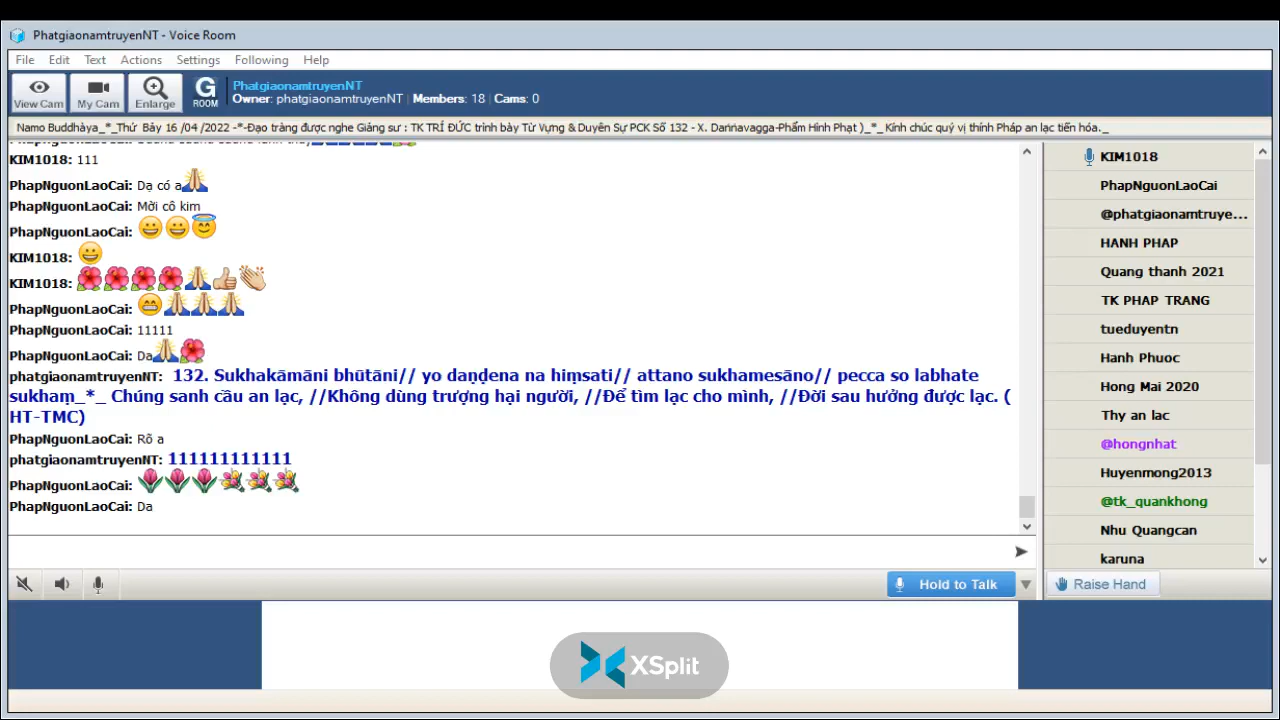 PhatgiaonamtruyenNT - Voice Room
File Edit Text Actions Settings Following Help
View Cam My Cam Enlarge G ROOM
PhatgiaonamtruyenNT
Owner: phatgiaonamtruyenNT | Members: 18 | Cams: 0
Namo Buddhàya_*_Thứ Bảy 16 /04 /2022 -*-Đạo tràng được nghe Giảng sư : TK TRÍ ĐỨC trình bày Từ Vựng & Duyên Sự PCK Số 132 - X. Daṇṇavagga-Phẩm Hình Phạt )_*_ Kính chúc quý vị thính Pháp an lạc tiến hóa._
KIM1018: 111
PhapNguonLaoCai: Dạ có a
PhapNguonLaoCai: Mời cô kim
PhapNguonLaoCai:
KIM1018:
KIM1018:
PhapNguonLaoCai:
PhapNguonLaoCai: 11111
PhapNguonLaoCai: Da
phatgiaonamtruyenNT: 132. Sukhakāmāni bhūtāni// yo daṇḍena na hiṃsati// attano sukhamesāno// pecca so labhate
sukhaṃ_*_ Chúng sanh cầu an lạc, //Không dùng trượng hại người, //Để tìm lạc cho mình, //Đời sau hưởng được lạc. (
HT-TMC)
PhapNguonLaoCai: Rõ a
phatgiaonamtruyenNT: 111111111111
PhapNguonLaoCai:
PhapNguonLaoCai: Da
KIM1018
PhapNguonLaoCai
@phatgiaonamtruye...
HANH PHAP
Quang thanh 2021
TK PHAP TRANG
tueduyentn
Hanh Phuoc
Hong Mai 2020
Thy an lac
@hongnhat
Huyenmong2013
@tk_quankhong
Nhu Quangcan
karuna
Hold to Talk
Raise Hand
XSplit